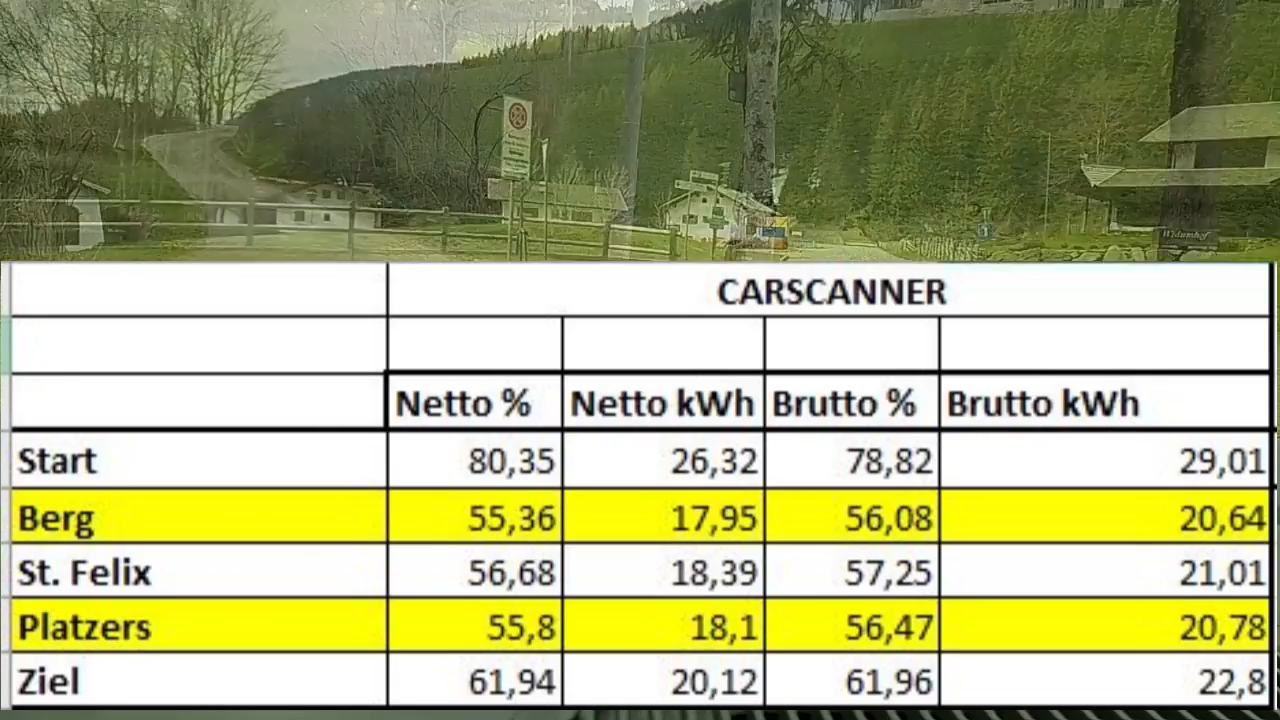 Widumhof
CARSCANNER
Netto % Netto kWh Brutto % Brutto kWh
Start 80,35 26,32 78,82 29,01
Berg 55,36 17,95 56,08 20,64
St. Felix 56,68 18,39 57,25 21,01
Platzers 55,8 18,1 56,47 20,78
Ziel 61,94 20,12 61,96 22,8